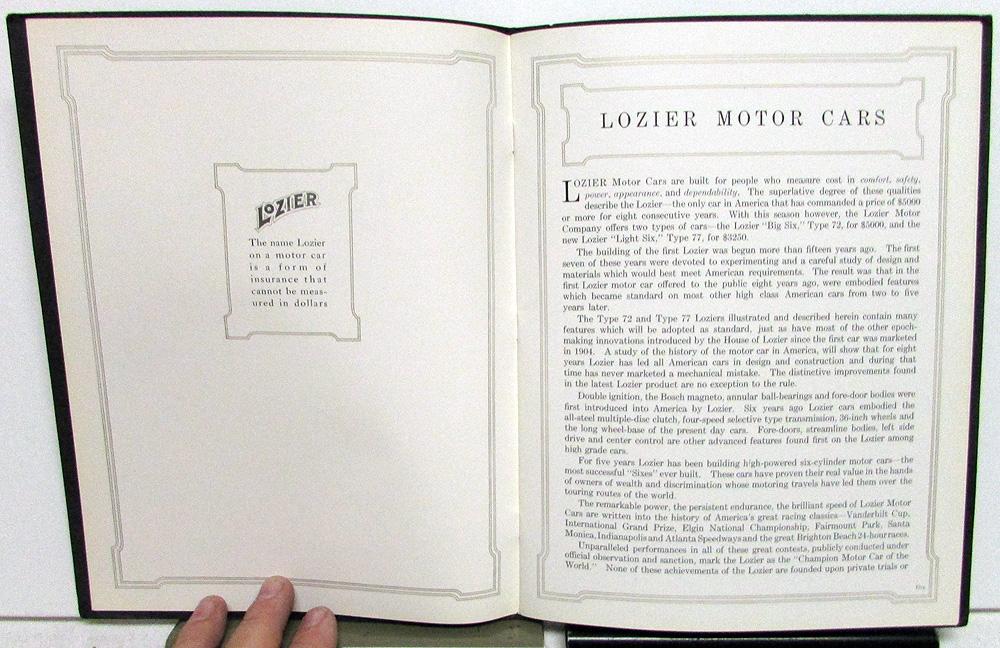 LOZIER
The name Lozier
on a motor car
is a form of
insurance that
cannot be meas-
ured in dollars
LOZIER MOTOR CARS
LOZIER Motor Cars are built for people who measure cost in comfort, safety,
power, appearance, and dependability. The superlative degree of these qualities
describe the Lozier—the only car in America that has commanded a price of $5000
or more for eight consecutive years. With this season however, the Lozier Motor
Company offers two types of cars—the Lozier "Big Six," Type 72, for $5000, and the
new Lozier "Light Six," Type 77, for $3250.
The building of the first Lozier was begun more than fifteen years ago. The first
seven of these years were devoted to experimenting and a careful study of design and
materials which would best meet American requirements. The result was that in the
first Lozier motor car offered to the public eight years ago, were embodied features
which became standard on most other high class American cars from two to five
years later.
The Type 72 and Type 77 Loziers illustrated and described herein contain many
features which will be adopted as standard, just as have most of the other epoch-
making innovations introduced by the House of Lozier since the first car was marketed
in 1904. A study of the history of the motor car in America, will show that for eight
years Lozier has led all American cars in design and construction and during that
time has never marketed a mechanical mistake. The distinctive improvements found
in the latest Lozier product are no exception to the rule.
Double ignition, the Bosch magneto, annular ball-bearings and fore-door bodies were
first introduced into America by Lozier. Six years ago Lozier cars embodied the
all-steel multiple-disc clutch, four-speed selective type transmission, 36-inch wheels and
the long wheel-base of the present day cars. Fore-doors, streamline bodies, left side
drive and center control are other advanced features found first on the Lozier among
high grade cars.
For five years Lozier has been building high-powered six-cylinder motor cars—the
most successful "Sixes" ever built. These cars have proven their real value in the hands
of owners of wealth and discrimination whose motoring travels have led them over the
touring routes of the world.
The remarkable power, the persistent endurance, the brilliant speed of Lozier Motor
Cars are written into the history of America's great racing classics—Vanderbilt Cup,
International Grand Prize, Elgin National Championship, Fairmount Park, Santa
Monica, Indianapolis and Atlanta Speedways and the great Brighton Beach 24-hour races.
Unparalleled performances in all of these great contests, publicly conducted under
official observation and sanction, mark the Lozier as the "Champion Motor Car of the
World." None of these achievements of the Lozier are founded upon private trials or
Five